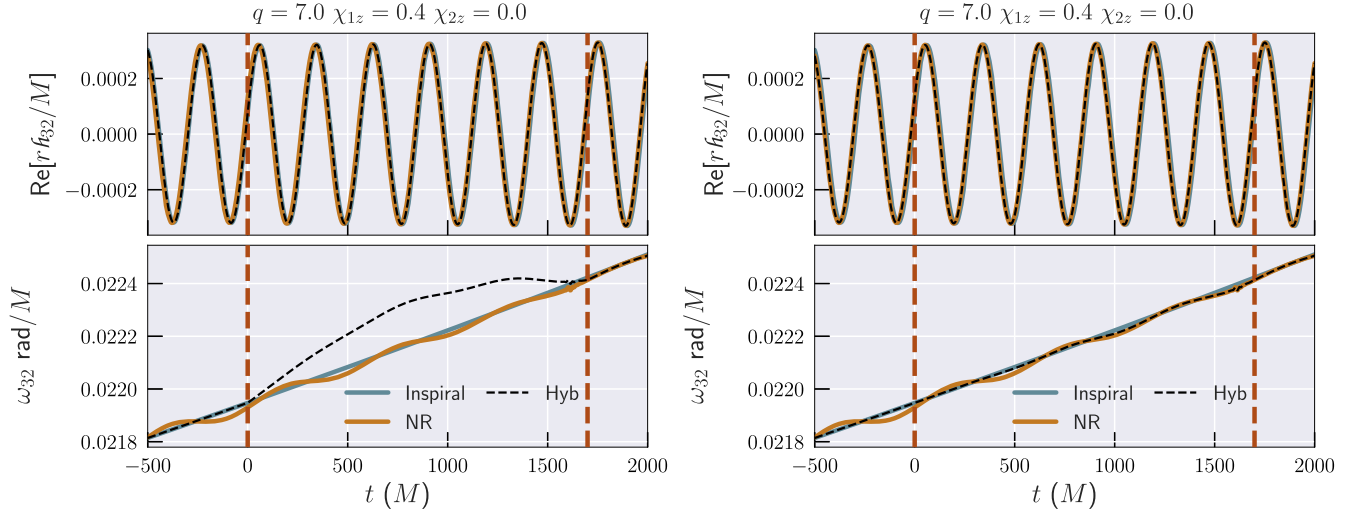 q = 7.0 χ₁z = 0.4 χ₂z = 0.0
Re[rℎ₃₂/M]
0.0002
0.0000
−0.0002
ω₃₂ rad/M
0.0224
0.0222
0.0220
0.0218
Inspiral
Hyb
NR
−500
0
500
1000
1500
2000
t (M)
q = 7.0 χ₁z = 0.4 χ₂z = 0.0
Re[rℎ₃₂/M]
0.0002
0.0000
−0.0002
ω₃₂ rad/M
0.0224
0.0222
0.0220
0.0218
Inspiral
Hyb
NR
−500
0
500
1000
1500
2000
t (M)